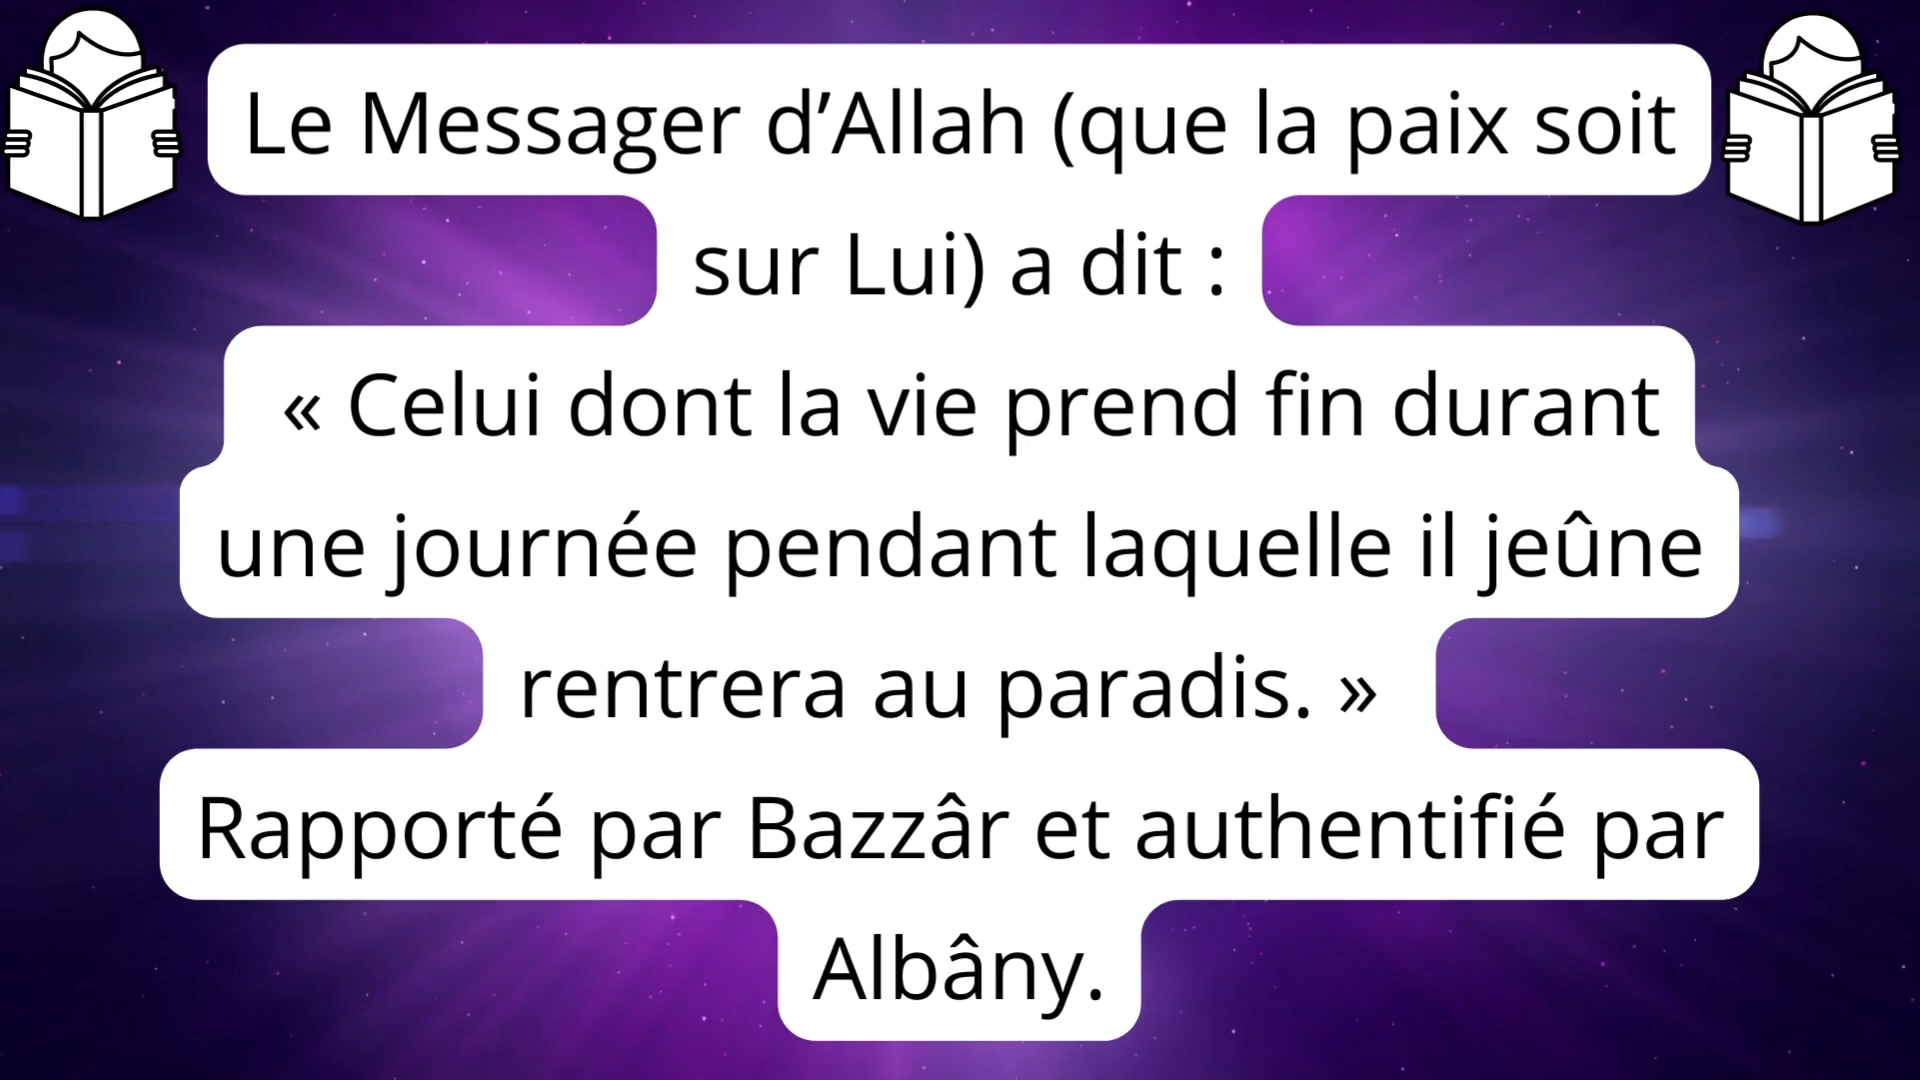 Le Messager d’Allah (que la paix soit
sur Lui) a dit :
« Celui dont la vie prend fin durant
une journée pendant laquelle il jeûne
rentrera au paradis. »
Rapporté par Bazzâr et authentifié par
Albâny.